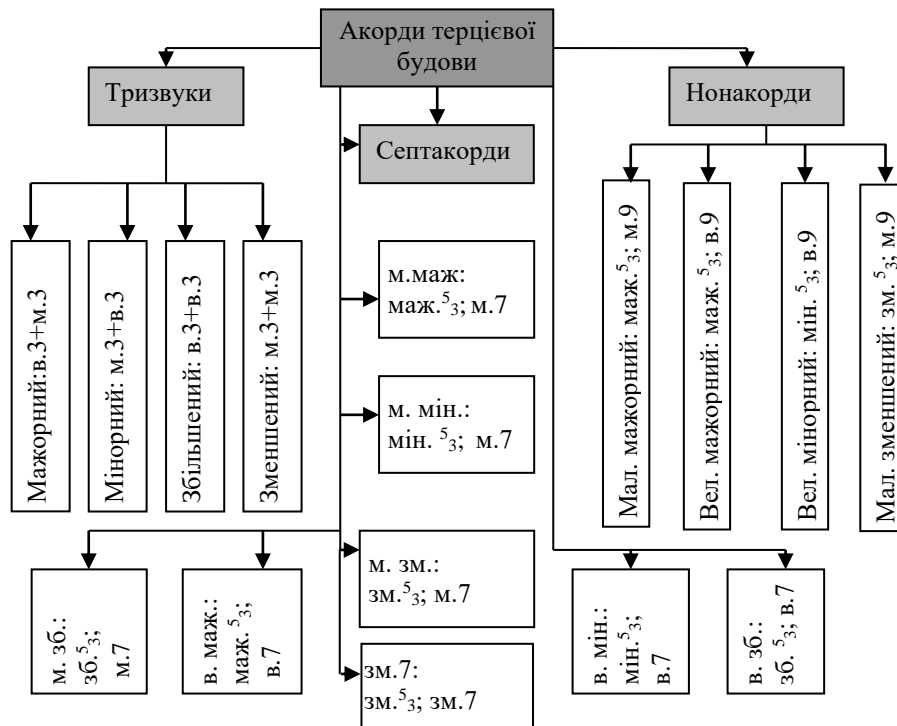 Акорди терцієвої
будови
Тризвуки
Нонакорди
Септакорди
Мажорний:в.3+м.3
Мінорний: м.3+в.3
Збільшений: в.3+в.3
Зменшений: м.3+м.3
м.маж:
маж.⁵₃; м.7
м. мін.:
мін. ⁵₃; м.7
м. зм.:
зм.⁵₃; м.7
зм.7:
зм.⁵₃; зм.7
м. зб.:
зб.⁵₃;
м.7
в. маж.:
маж. ⁵₃;
в.7
Мал. мажорний: маж.⁵₃; м.9
Вел. мажорний: маж. ⁵₃; в.9
Вел. мінорний: мін. ⁵₃; в.9
Мал. зменшений: зм. ⁵₃; м.9
в. мін.:
мін.⁵₃;
в.7
в. зб.:
зб. ⁵₃; в.7